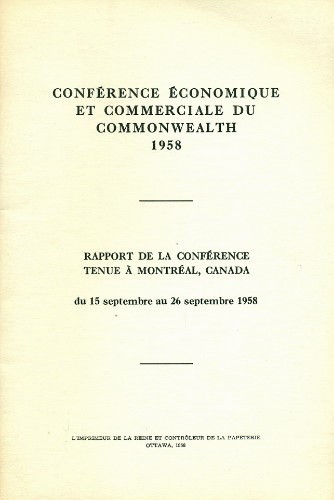 CONFÉRENCE ÉCONOMIQUE
ET COMMERCIALE DU
COMMONWEALTH
1958
RAPPORT DE LA CONFÉRENCE
TENUE À MONTRÉAL, CANADA
du 15 septembre au 26 septembre 1958
L'IMPRIMEUR DE LA REINE ET CONTRÔLEUR DE LA PAPETERIE
OTTAWA, 1958